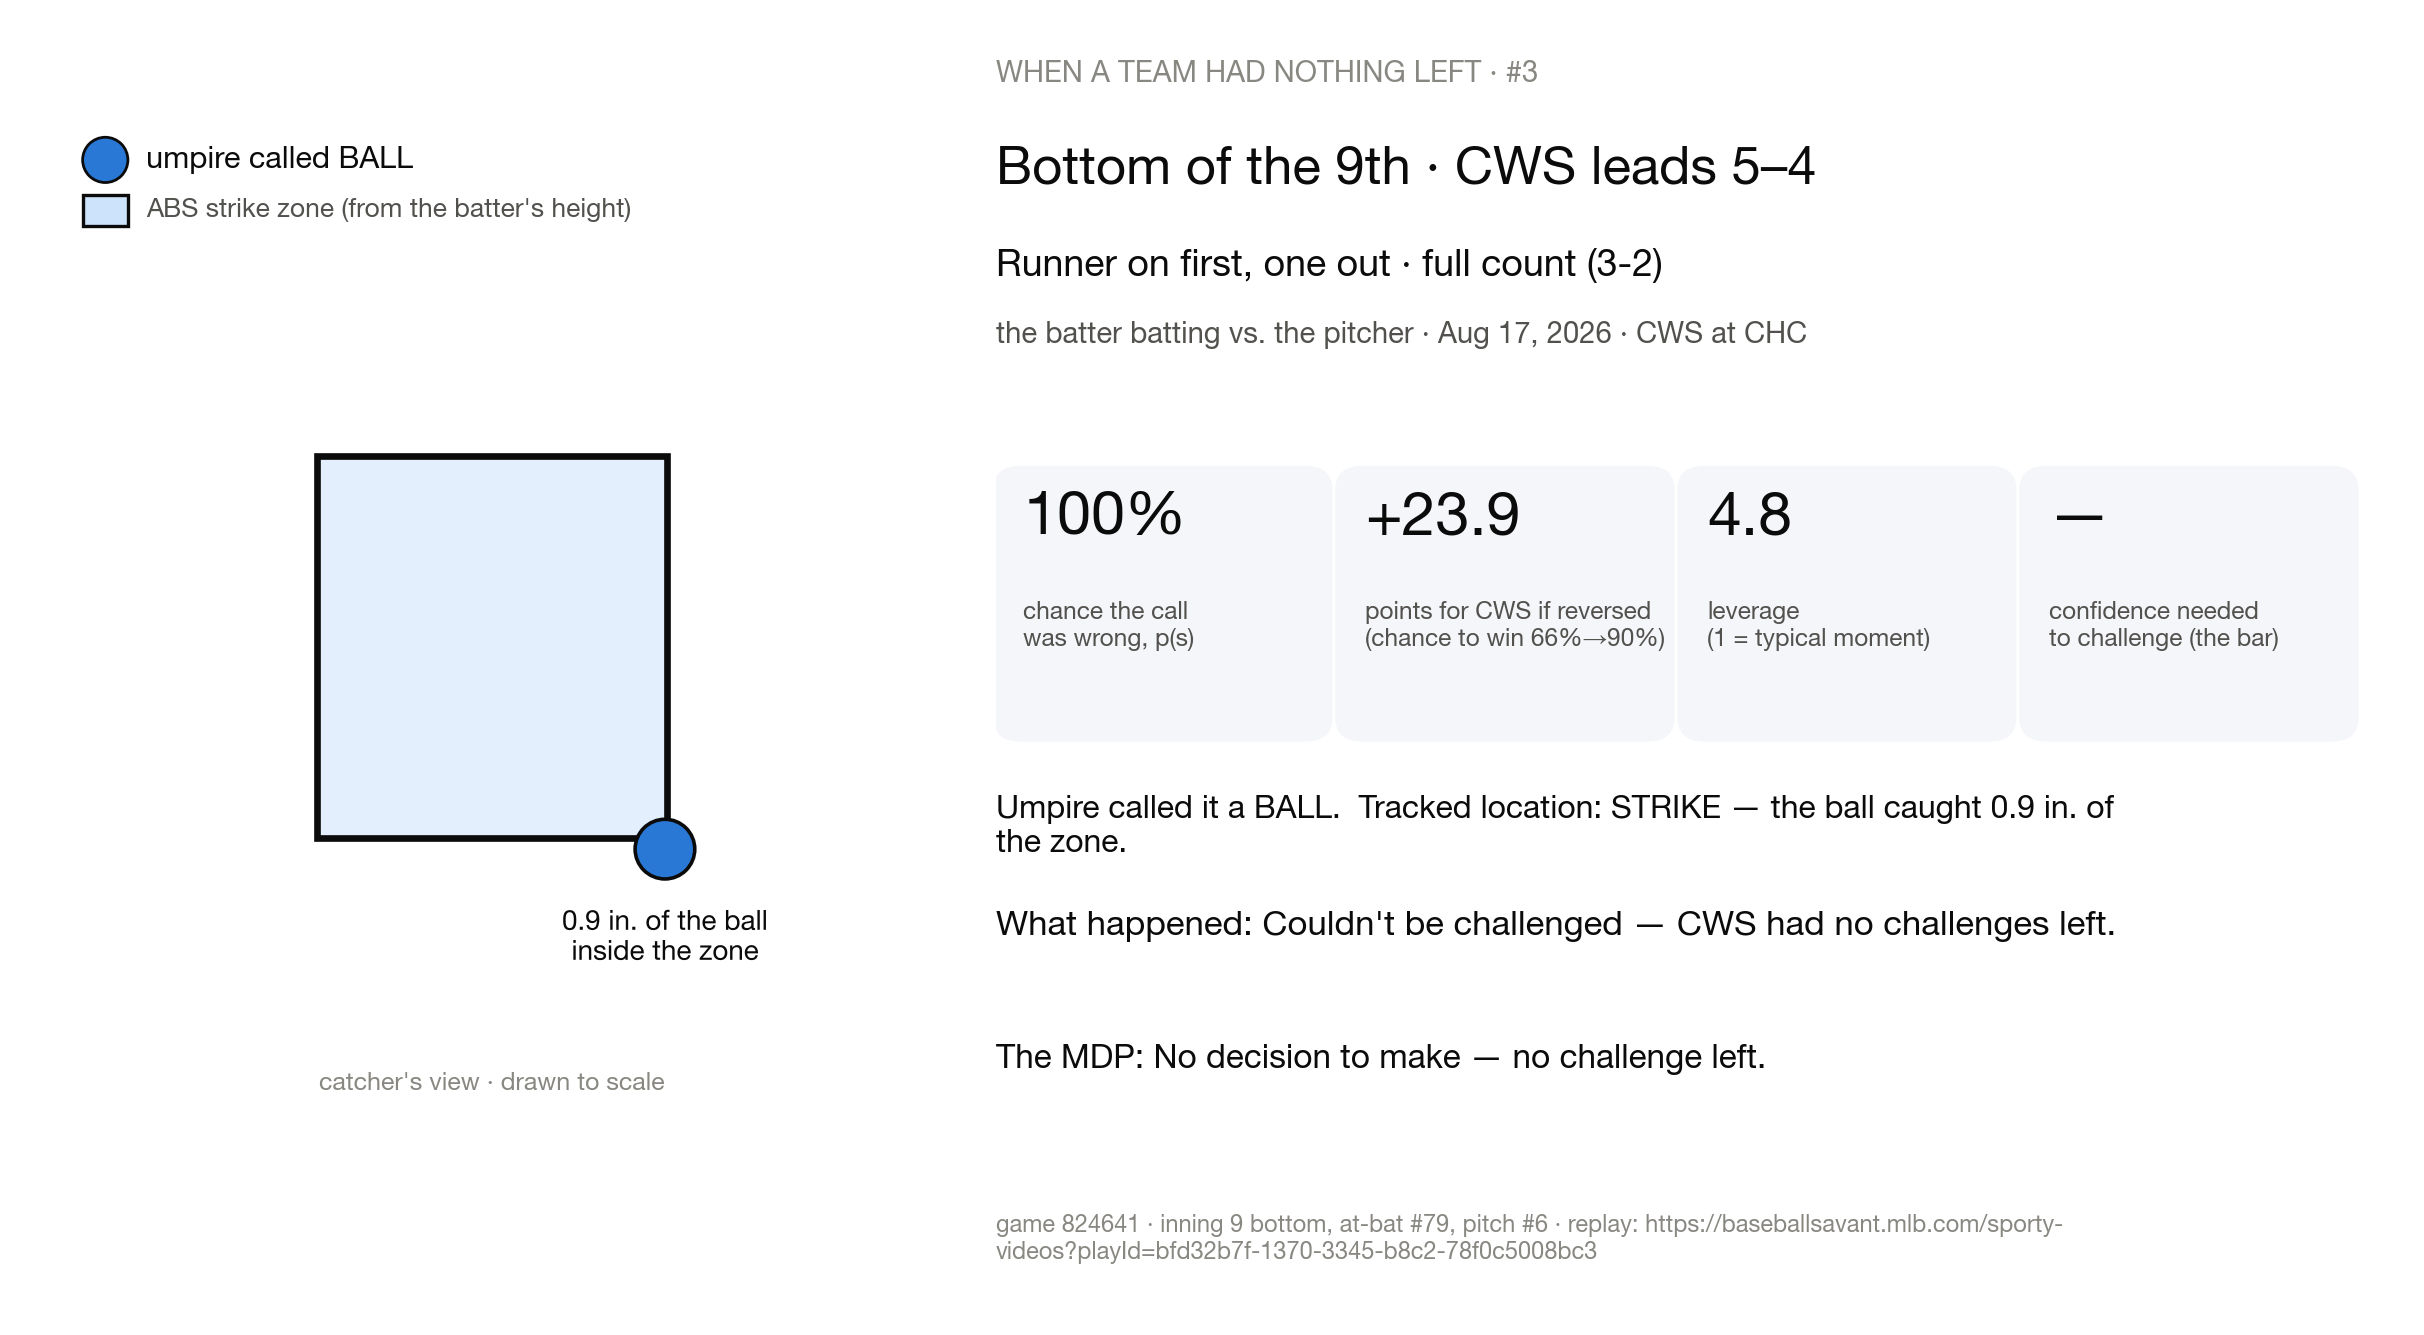 WHEN A TEAM HAD NOTHING LEFT · #3
umpire called BALL
ABS strike zone (from the batter's height)
Bottom of the 9th · CWS leads 5–4
Runner on first, one out · full count (3-2)
the batter batting vs. the pitcher · Aug 17, 2026 · CWS at CHC
100%
chance the call
was wrong, p(s)
+23.9
points for CWS if reversed
(chance to win 66%→90%)
4.8
leverage
(1 = typical moment)
—
confidence needed
to challenge (the bar)
Umpire called it a BALL.  Tracked location: STRIKE — the ball caught 0.9 in. of
the zone.
0.9 in. of the ball
inside the zone
What happened: Couldn't be challenged — CWS had no challenges left.
The MDP: No decision to make — no challenge left.
catcher's view · drawn to scale
game 824641 · inning 9 bottom, at-bat #79, pitch #6 · replay: https://baseballsavant.mlb.com/sporty-
videos?playId=bfd32b7f-1370-3345-b8c2-78f0c5008bc3